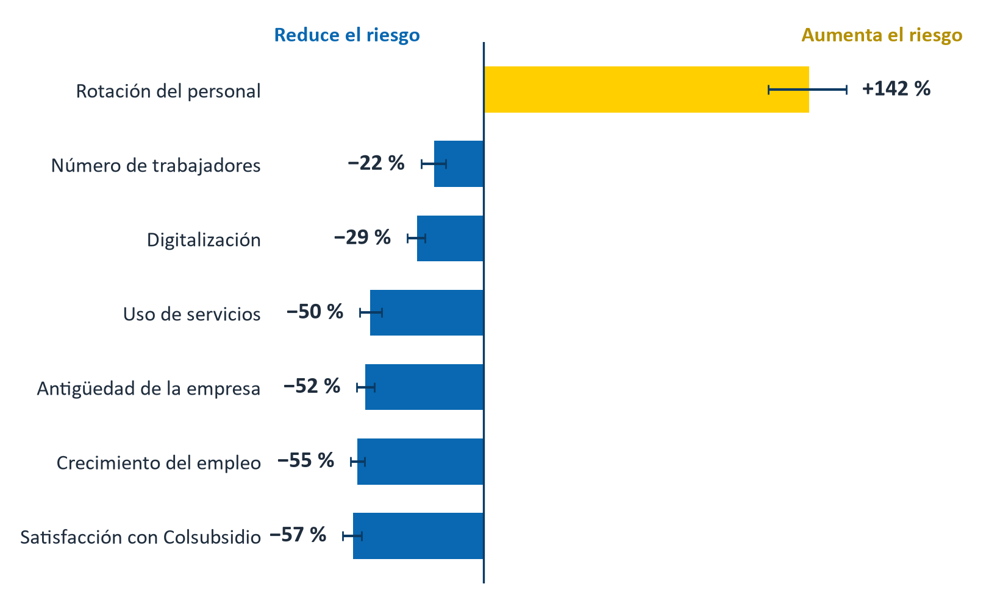 Reduce el riesgo
Aumenta el riesgo
Rotación del personal
+142 %
Número de trabajadores
−22 %
Digitalización
−29 %
Uso de servicios
−50 %
Antigüedad de la empresa
−52 %
Crecimiento del empleo
−55 %
Satisfacción con Colsubsidio
−57 %